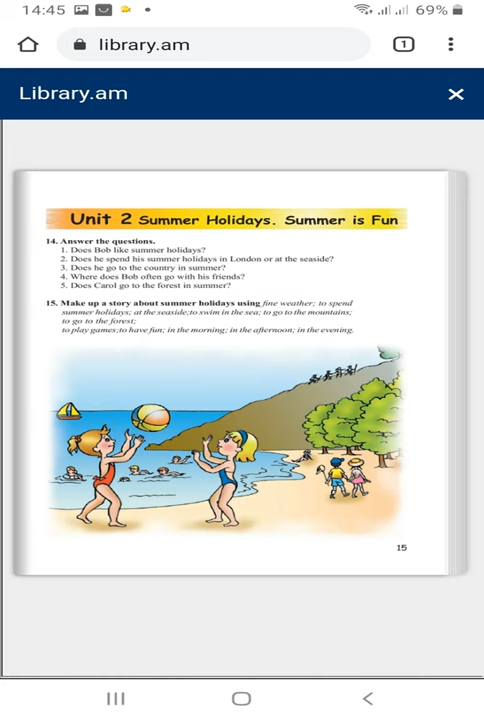 14:45
69%
library.am
1
Library.am
Unit 2 Summer Holidays. Summer is Fun
14. Answer the questions.
1. Does Bob like summer holidays?
2. Does he spend his summer holidays in London or at the seaside?
3. Does he go to the country in summer?
4. Where does Bob often go with his friends?
5. Does Carol go to the forest in summer?
15. Make up a story about summer holidays using fine weather; to spend
summer holidays; at the seaside;to swim in the sea; to go to the mountains;
to go to the forest;
to play games;to have fun; in the morning; in the afternoon; in the evening.
15